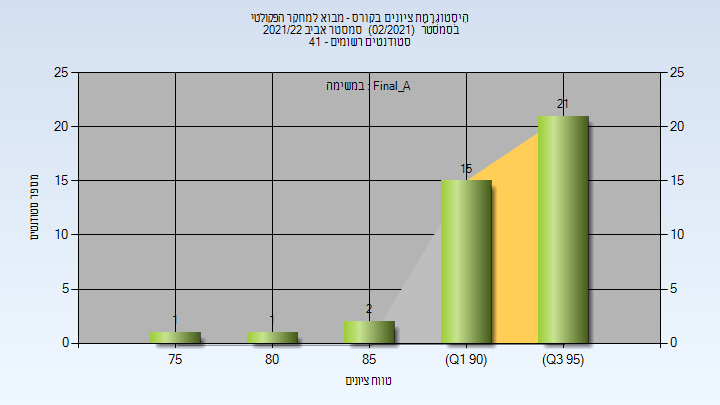 היסטוגרמת ציונים בקורס - מבוא למחקר הפקולטי
בסמסטר (02/2021) סמסטר אביב 2021/22
סטודנטים רשומים - 41
במשימה : Final_A
25 25
20 20
15 15
10 10
5 5
0 0
מספר סטודנטים
1 1 2 15 21
75 80 85 (Q1 90) (Q3 95)
טווח ציונים